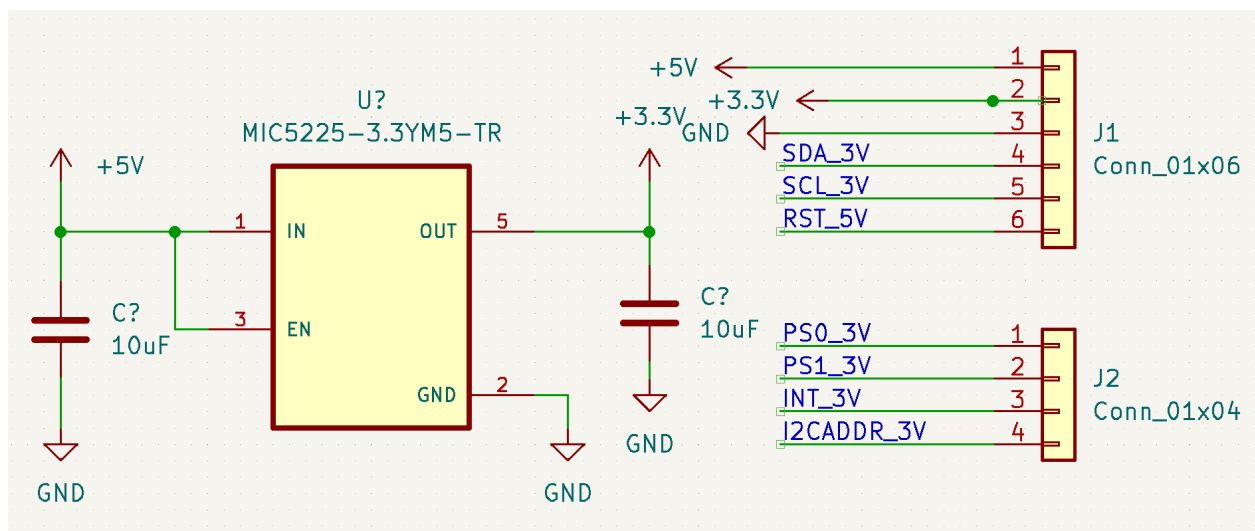 U?
MIC5225-3.3YM5-TR
+5V
1
IN
OUT
5
3
EN
GND
2
C?
10uF
GND
GND
+3.3V
C?
10uF
GND
+5V
1
+3.3V
2
GND
3
SDA_3V
4
SCL_3V
5
RST_5V
6
J1
Conn_01x06
PS0_3V
1
PS1_3V
2
INT_3V
3
I2CADDR_3V
4
J2
Conn_01x04